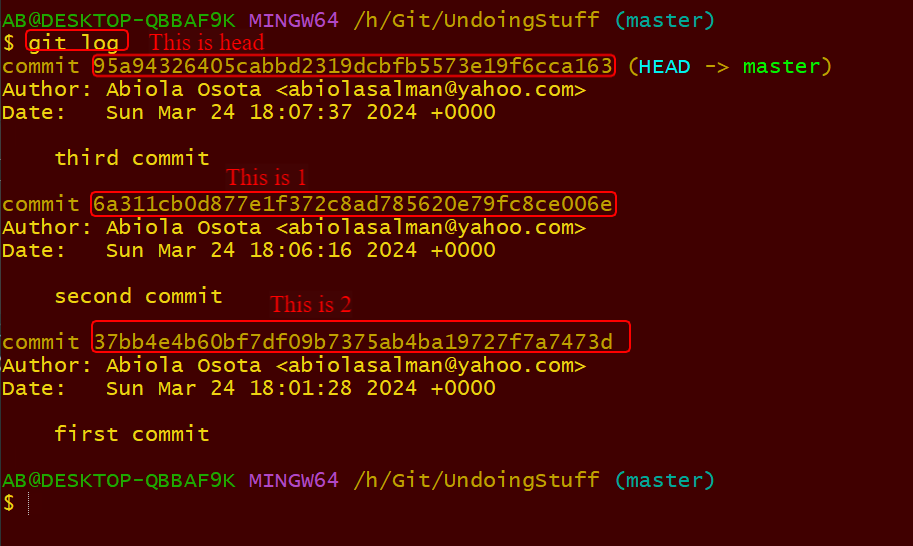 AB@DESKTOP-QBBAF9K MINGW64 /h/Git/UndoingStuff (master)
$ git log This is head
commit 95a94326405cabbd2319dcbfb5573e19f6cca163 (HEAD -> master)
Author: Abiola Osota <abiolasalman@yahoo.com>
Date:   Sun Mar 24 18:07:37 2024 +0000
third commit
This is 1
commit 6a311cb0d877e1f372c8ad785620e79fc8ce006e
Author: Abiola Osota <abiolasalman@yahoo.com>
Date:   Sun Mar 24 18:06:16 2024 +0000
second commit
This is 2
commit 37bb4e4b60bf7df09b7375ab4ba19727f7a7473d
Author: Abiola Osota <abiolasalman@yahoo.com>
Date:   Sun Mar 24 18:01:28 2024 +0000
first commit
AB@DESKTOP-QBBAF9K MINGW64 /h/Git/UndoingStuff (master)
$